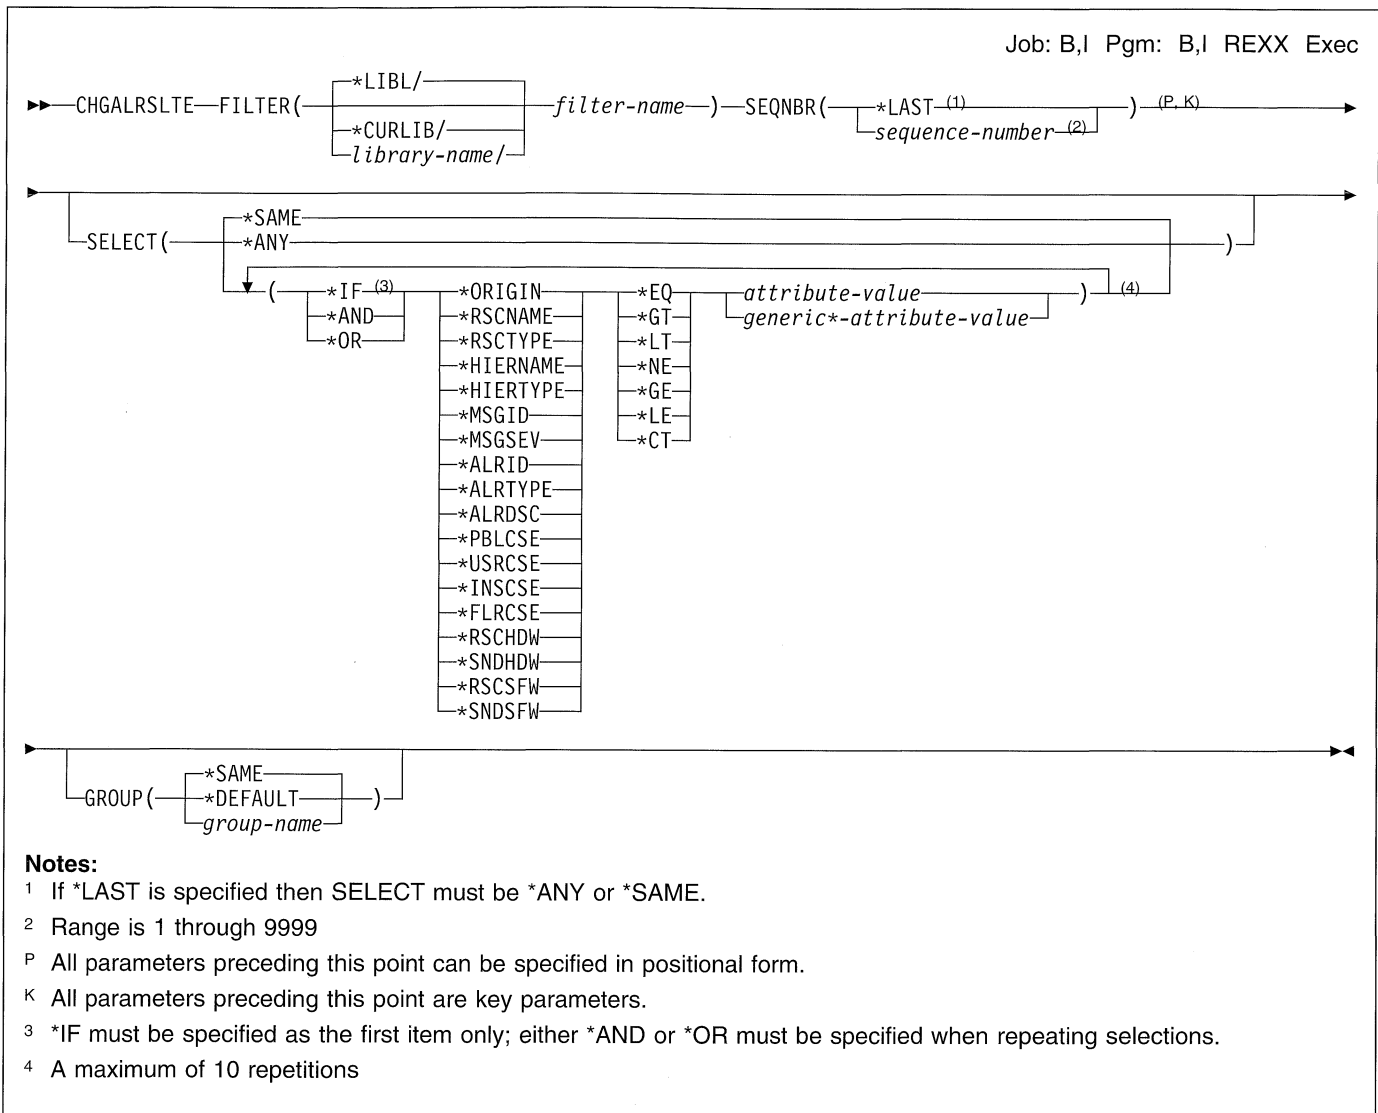 Job: B,I Pgm: B,I REXX Exec
*LIBL/
CHGALRSLTE FILTER( filter-name ) SEQNBR( *LAST (1) ) (P, K)
*CURLIB/ sequence-number (2)
library-name/
*SAME
SELECT( *ANY )
( *IF (3) *ORIGIN *EQ attribute-value ) (4)
*AND *RSCNAME *GT generic*-attribute-value
*OR *RSCTYPE *LT
*HIERNAME *NE
*HIERTYPE *GE
*MSGID *LE
*MSGSEV *CT
*ALRID
*ALRTYPE
*ALRDSC
*PBLCSE
*USRCSE
*INSCSE
*FLRCSE
*RSCHDW
*SNDHDW
*RSCSFW
*SNDSFW
*SAME
GROUP( *DEFAULT )
group-name
Notes:
1 If *LAST is specified then SELECT must be *ANY or *SAME.
2 Range is 1 through 9999
P All parameters preceding this point can be specified in positional form.
K All parameters preceding this point are key parameters.
3 *IF must be specified as the first item only; either *AND or *OR must be specified when repeating selections.
4 A maximum of 10 repetitions